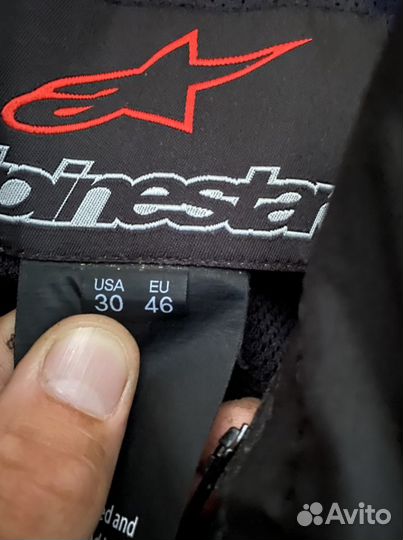 lpinestar
USA EU
30 46
ed and
Avito